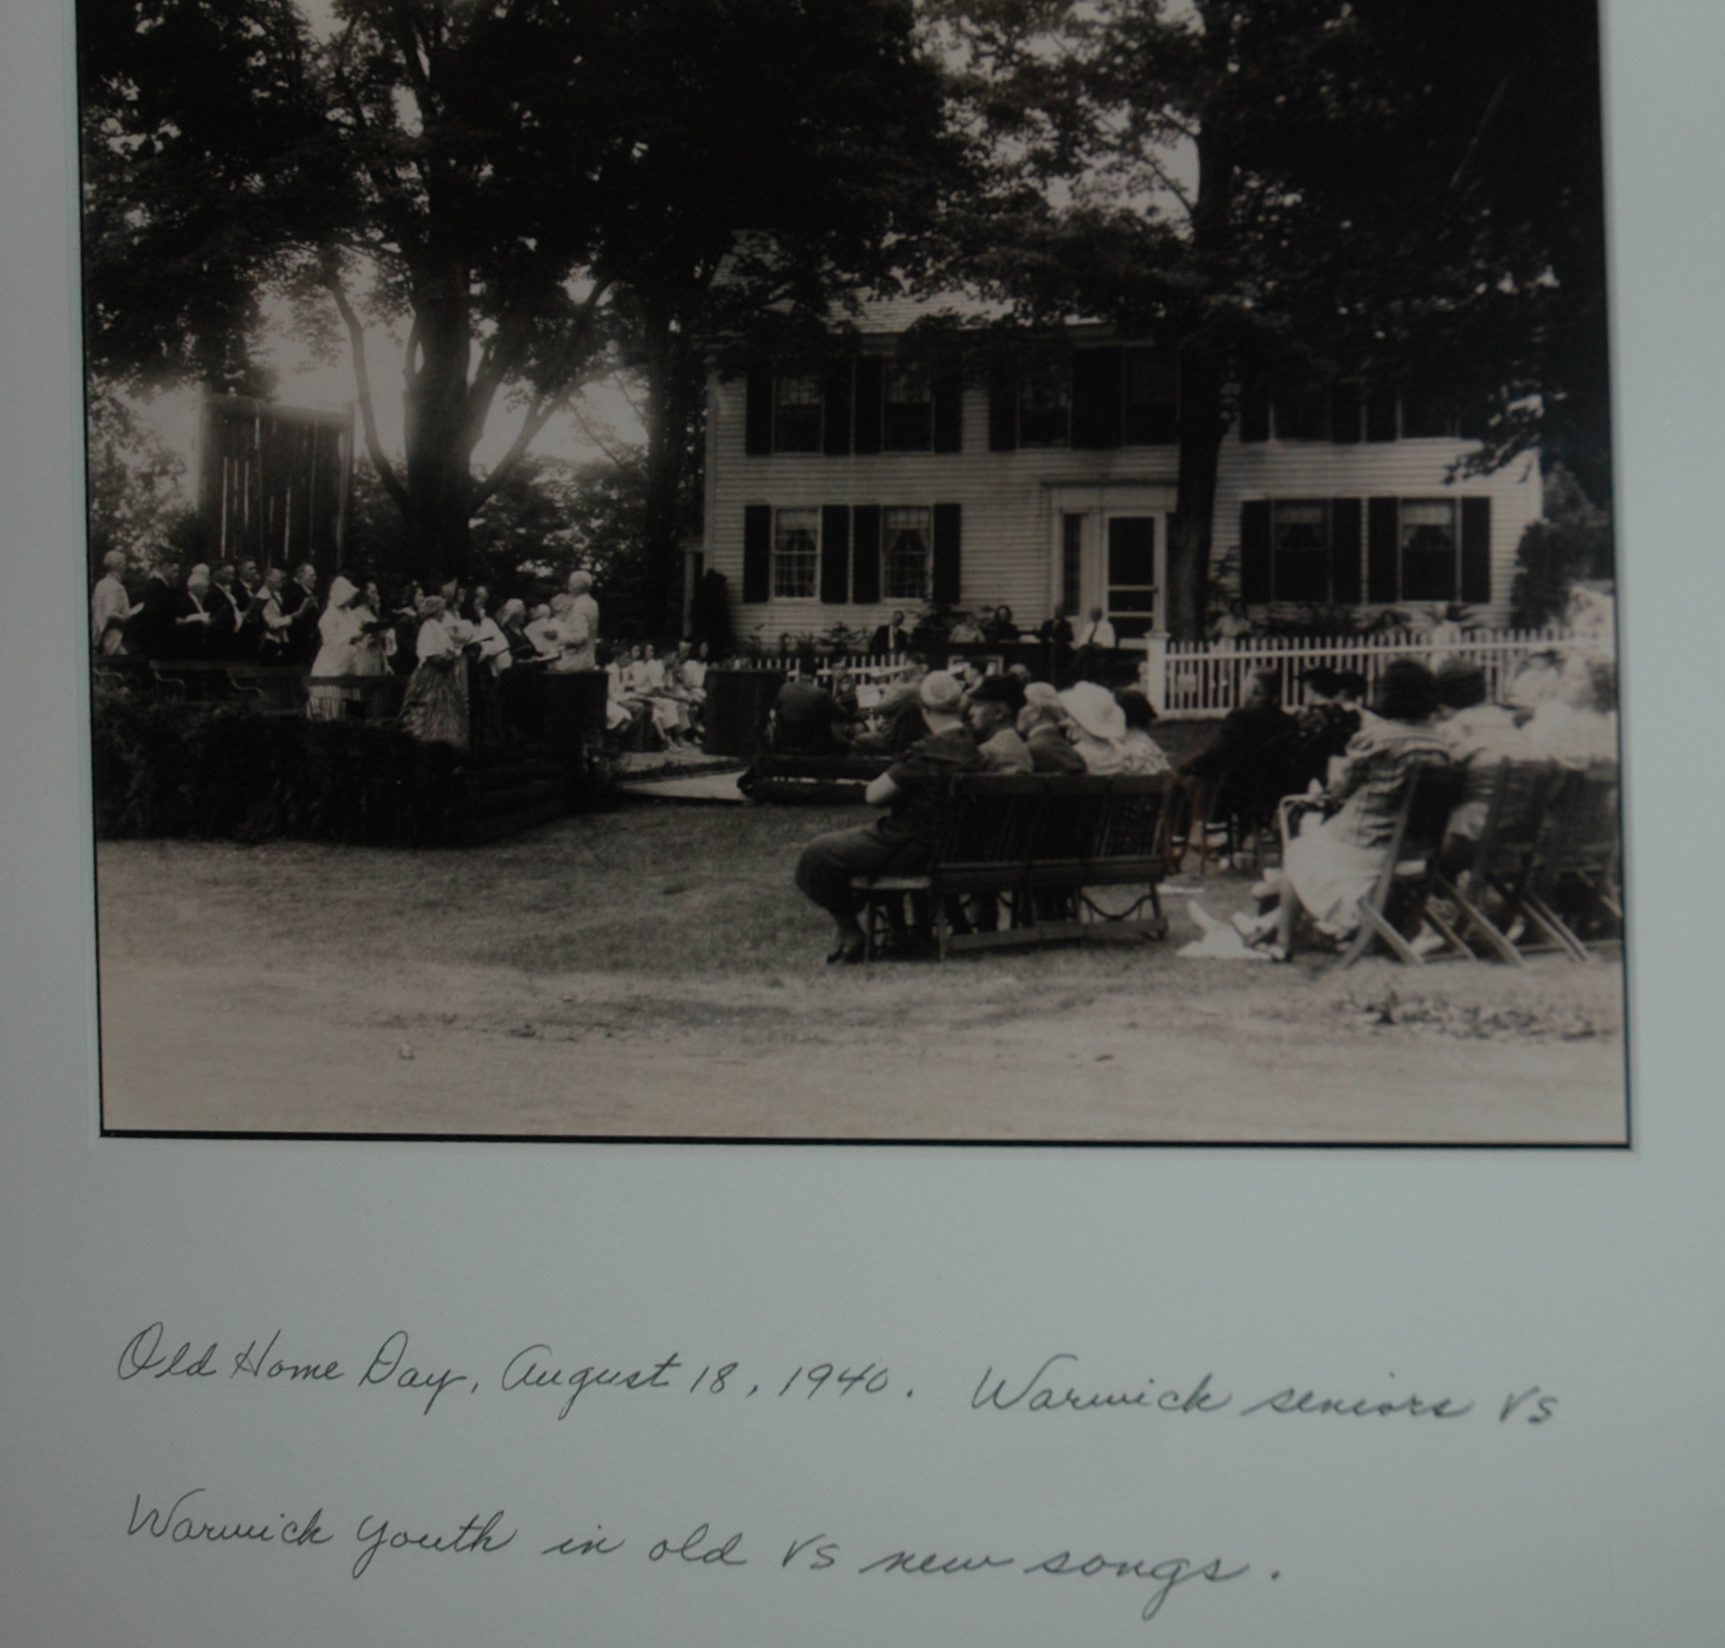 Old Home Day, August 18, 1940. Warwick seniors vs
Warwick youth in old vs new songs.